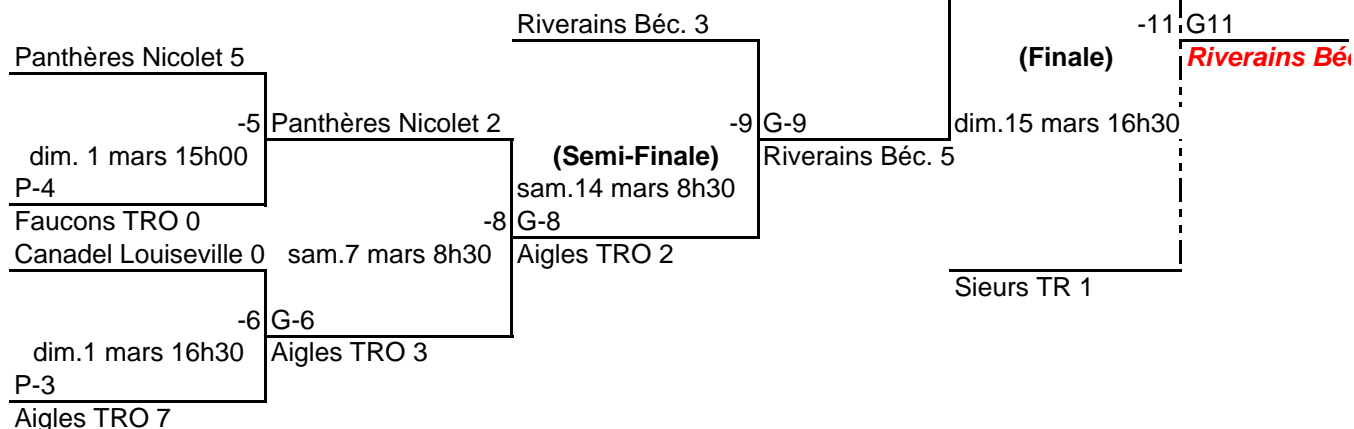 Riverains Béc. 3
-11 G11
Panthères Nicolet 5
(Finale)
Riverains
-5 Panthères Nicolet 2
-9 G-9
dim.15 mars 16h30
dim. 1 mars 15h00
(Semi-Finale)
Riverains Béc. 5
P-4
sam.14 mars 8h30
Faucons TRO 0
-8 G-8
Canadel Louiseville 0
sam.7 mars 8h30
Aigles TRO 2
Sieurs TR 1
-6 G-6
dim.1 mars 16h30
Aigles TRO 3
P-3
Aigles TRO 7